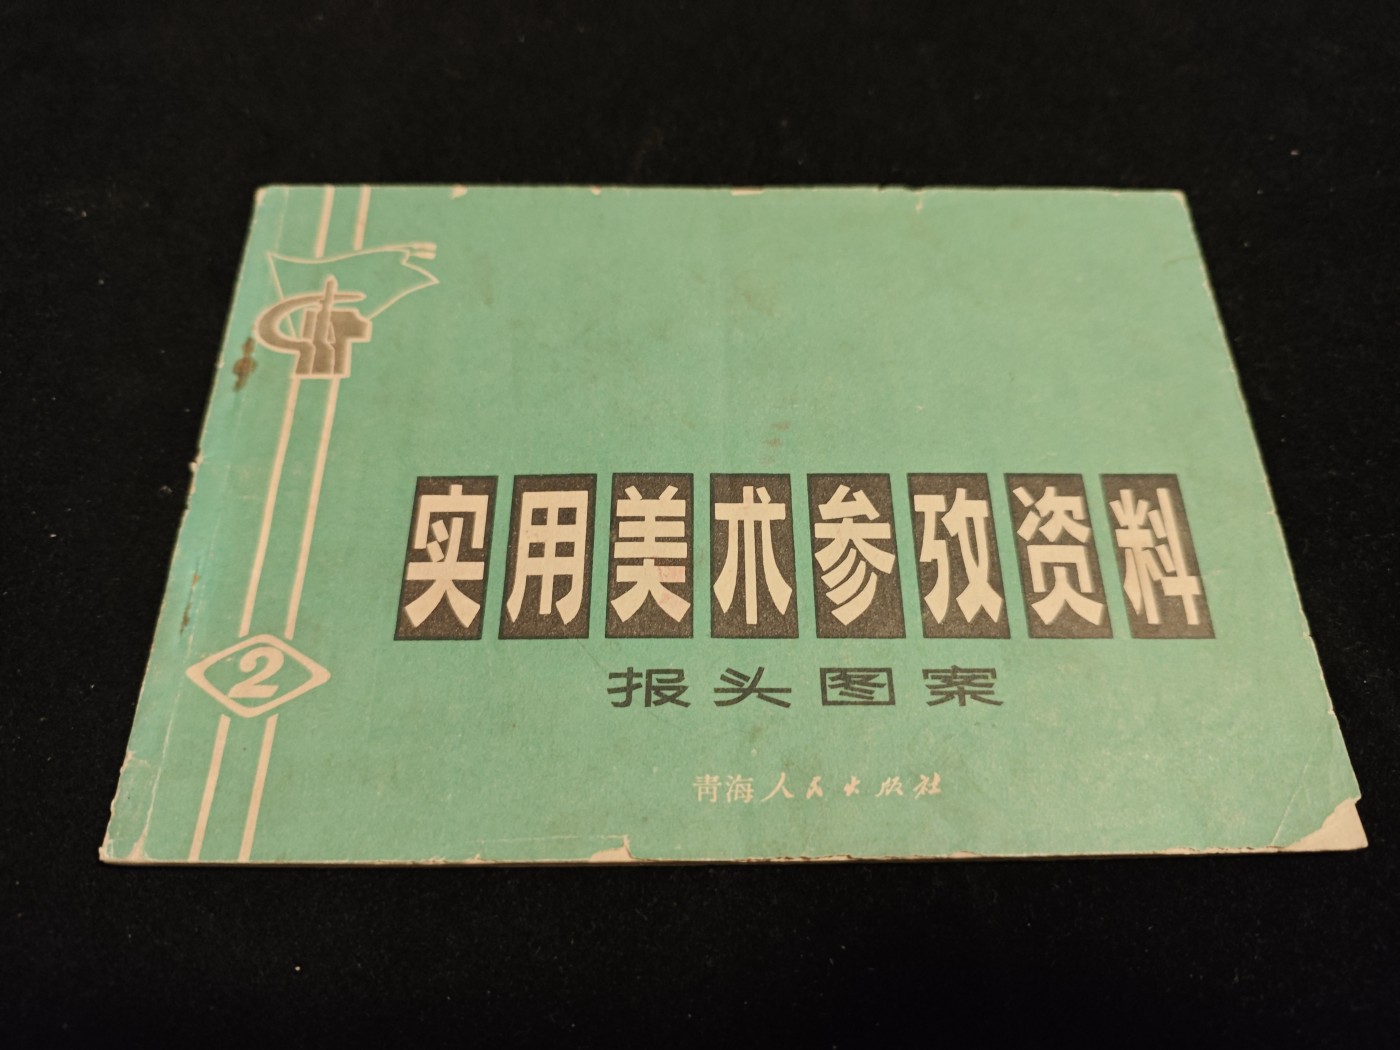 实用美术参攷资料
报头图案
2
青海人民出版社